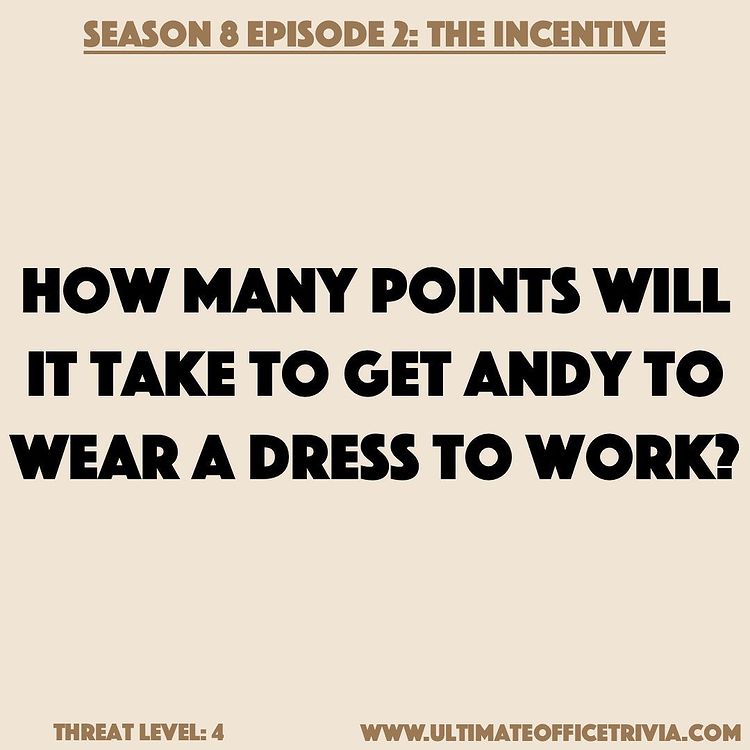 SEASON 8 EPISODE 2: THE INCENTIVE
HOW MANY POINTS WILL
IT TAKE TO GET ANDY TO
WEAR A DRESS TO WORK?
THREAT LEVEL: 4
WWW.ULTIMATEOFFICETRIVIA.COM